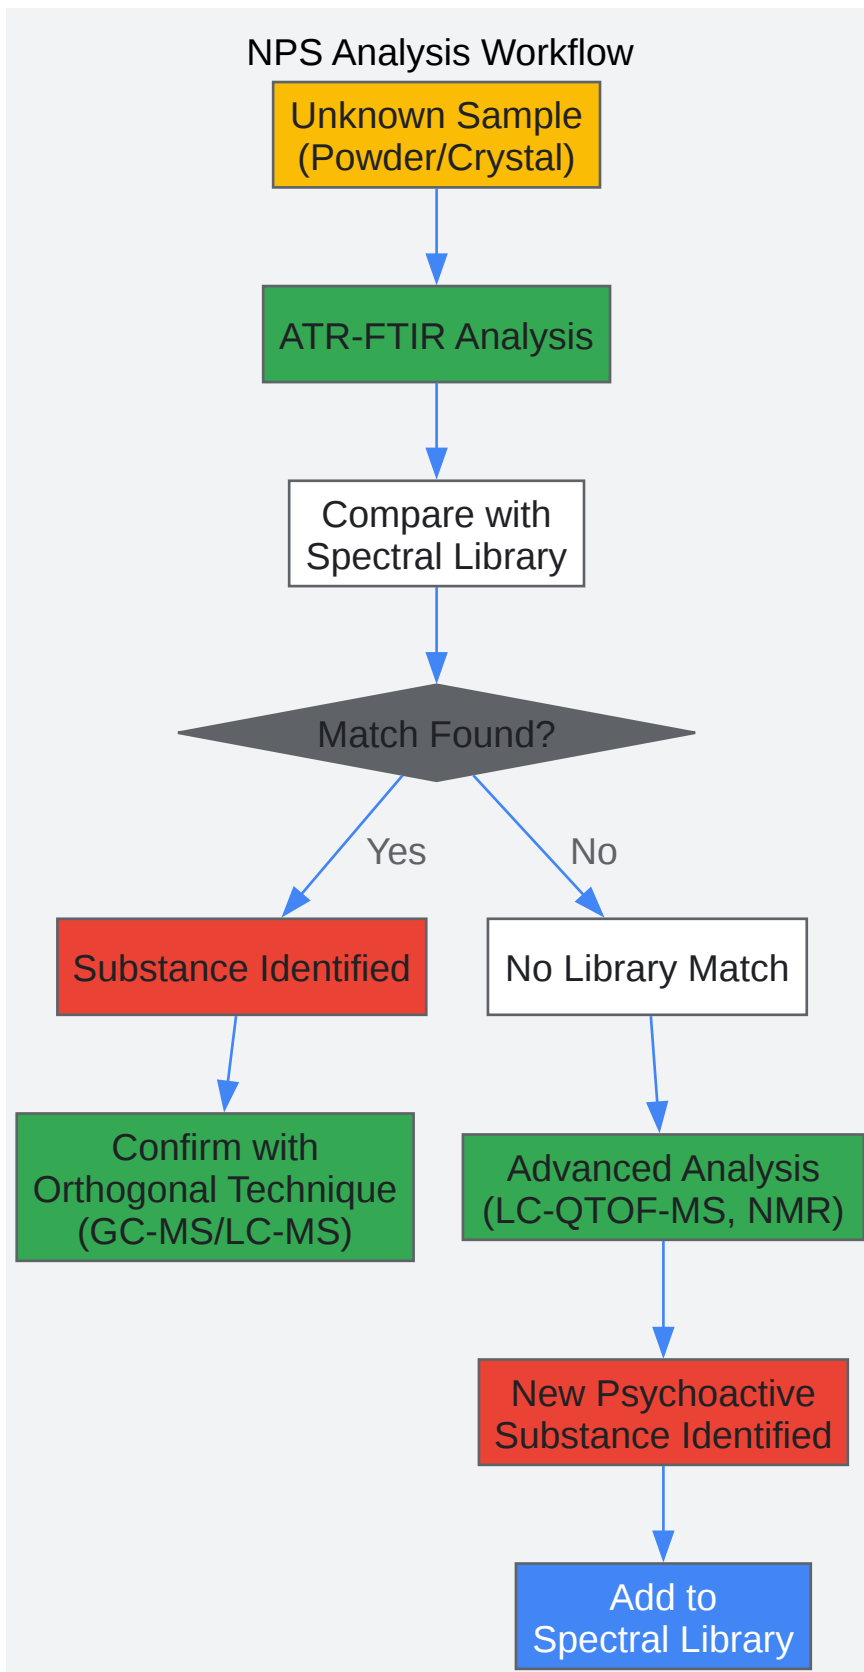 NPS Analysis Workflow
Unknown Sample
(Powder/Crystal)
ATR-FTIR Analysis
Compare with
Spectral Library
Match Found?
Yes
No
Substance Identified
No Library Match
Confirm with
Orthogonal Technique
(GC-MS/LC-MS)
Advanced Analysis
(LC-QTOF-MS, NMR)
New Psychoactive
Substance Identified
Add to
Spectral Library